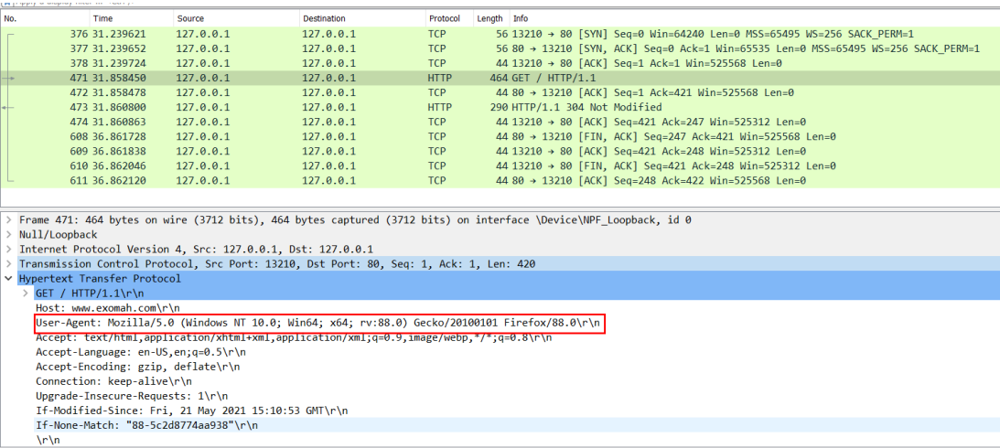 No. Time Source Destination Protocol Length Info
376 31.239621 127.0.0.1 127.0.0.1 TCP 56 13210 → 80 [SYN] Seq=0 Win=64240 Len=0 MSS=65495 WS=256 SACK_PERM=1
377 31.239652 127.0.0.1 127.0.0.1 TCP 56 80 → 13210 [SYN, ACK] Seq=0 Ack=1 Win=65535 Len=0 MSS=65495 WS=256 SACK_PERM=1
378 31.239724 127.0.0.1 127.0.0.1 TCP 44 13210 → 80 [ACK] Seq=1 Ack=1 Win=525568 Len=0
471 31.858450 127.0.0.1 127.0.0.1 HTTP 464 GET / HTTP/1.1
472 31.858478 127.0.0.1 127.0.0.1 TCP 44 80 → 13210 [ACK] Seq=1 Ack=421 Win=525568 Len=0
473 31.860800 127.0.0.1 127.0.0.1 HTTP 290 HTTP/1.1 304 Not Modified
474 31.860863 127.0.0.1 127.0.0.1 TCP 44 13210 → 80 [ACK] Seq=421 Ack=247 Win=525312 Len=0
608 36.861728 127.0.0.1 127.0.0.1 TCP 44 80 → 13210 [FIN, ACK] Seq=247 Ack=421 Win=525568 Len=0
609 36.861838 127.0.0.1 127.0.0.1 TCP 44 13210 → 80 [ACK] Seq=421 Ack=248 Win=525312 Len=0
610 36.862046 127.0.0.1 127.0.0.1 TCP 44 13210 → 80 [FIN, ACK] Seq=421 Ack=248 Win=525312 Len=0
611 36.862120 127.0.0.1 127.0.0.1 TCP 44 80 → 13210 [ACK] Seq=248 Ack=422 Win=525568 Len=0
Frame 471: 464 bytes on wire (3712 bits), 464 bytes captured (3712 bits) on interface \Device\NPF_Loopback, id 0
Null/Loopback
Internet Protocol Version 4, Src: 127.0.0.1, Dst: 127.0.0.1
Transmission Control Protocol, Src Port: 13210, Dst Port: 80, Seq: 1, Ack: 1, Len: 420
Hypertext Transfer Protocol
GET / HTTP/1.1\r\n
Host: www.exomah.com\r\n
User-Agent: Mozilla/5.0 (Windows NT 10.0; Win64; x64; rv:88.0) Gecko/20100101 Firefox/88.0\r\n
Accept: text/html,application/xhtml+xml,application/xml;q=0.9,image/webp,*/*;q=0.8\r\n
Accept-Language: en-US,en;q=0.5\r\n
Accept-Encoding: gzip, deflate\r\n
Connection: keep-alive\r\n
Upgrade-Insecure-Requests: 1\r\n
If-Modified-Since: Fri, 21 May 2021 15:10:53 GMT\r\n
If-None-Match: "88-5c2d8774aa938"\r\n
\r\n